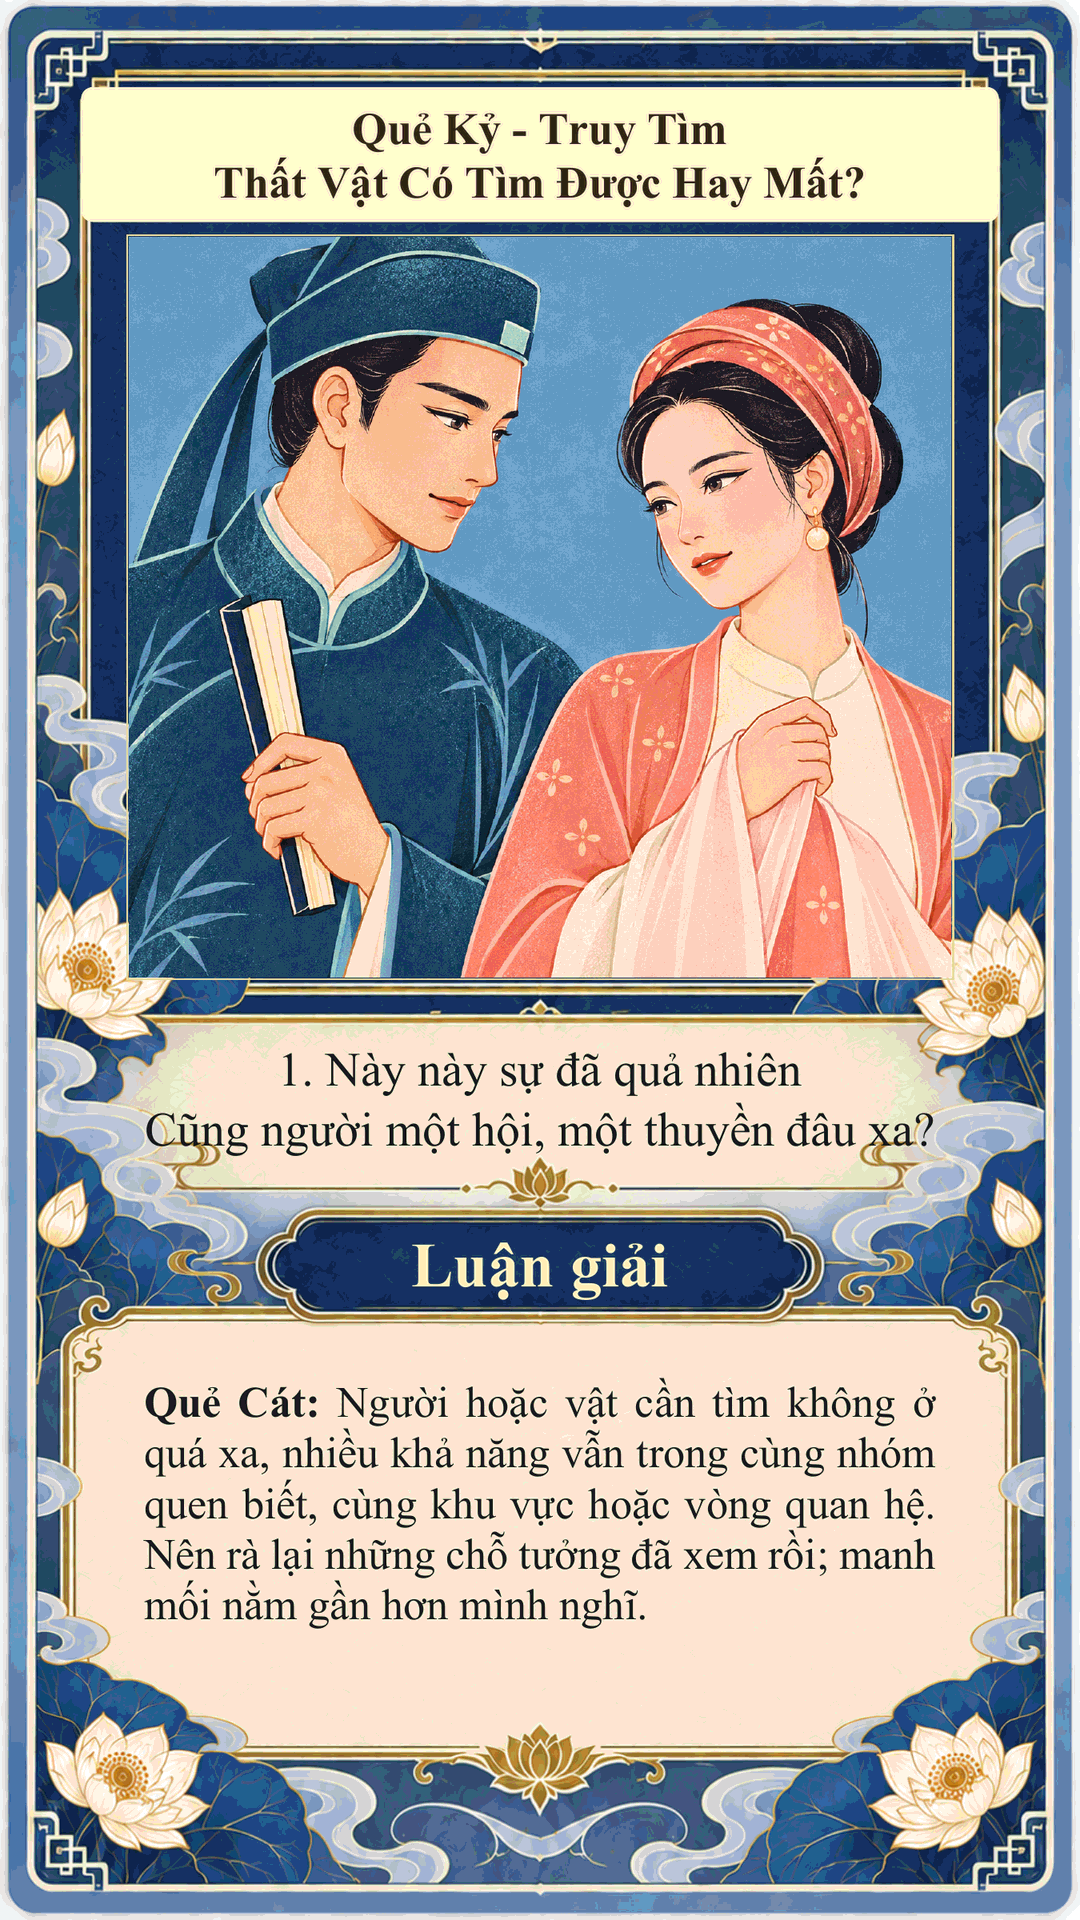 Quẻ Kỷ - Truy Tìm
Thất Vật Có Tìm Được Hay Mất?
1. Này này sự đã quả nhiên
Cũng người một hội, một thuyền đâu xa?
Luận giải
Quẻ Cát: Người hoặc vật cần tìm không ở
quá xa, nhiều khả năng vẫn trong cùng nhóm
quen biết, cùng khu vực hoặc vòng quan hệ.
Nên rà lại những chỗ tưởng đã xem rồi; manh
mối nằm gần hơn mình nghĩ.